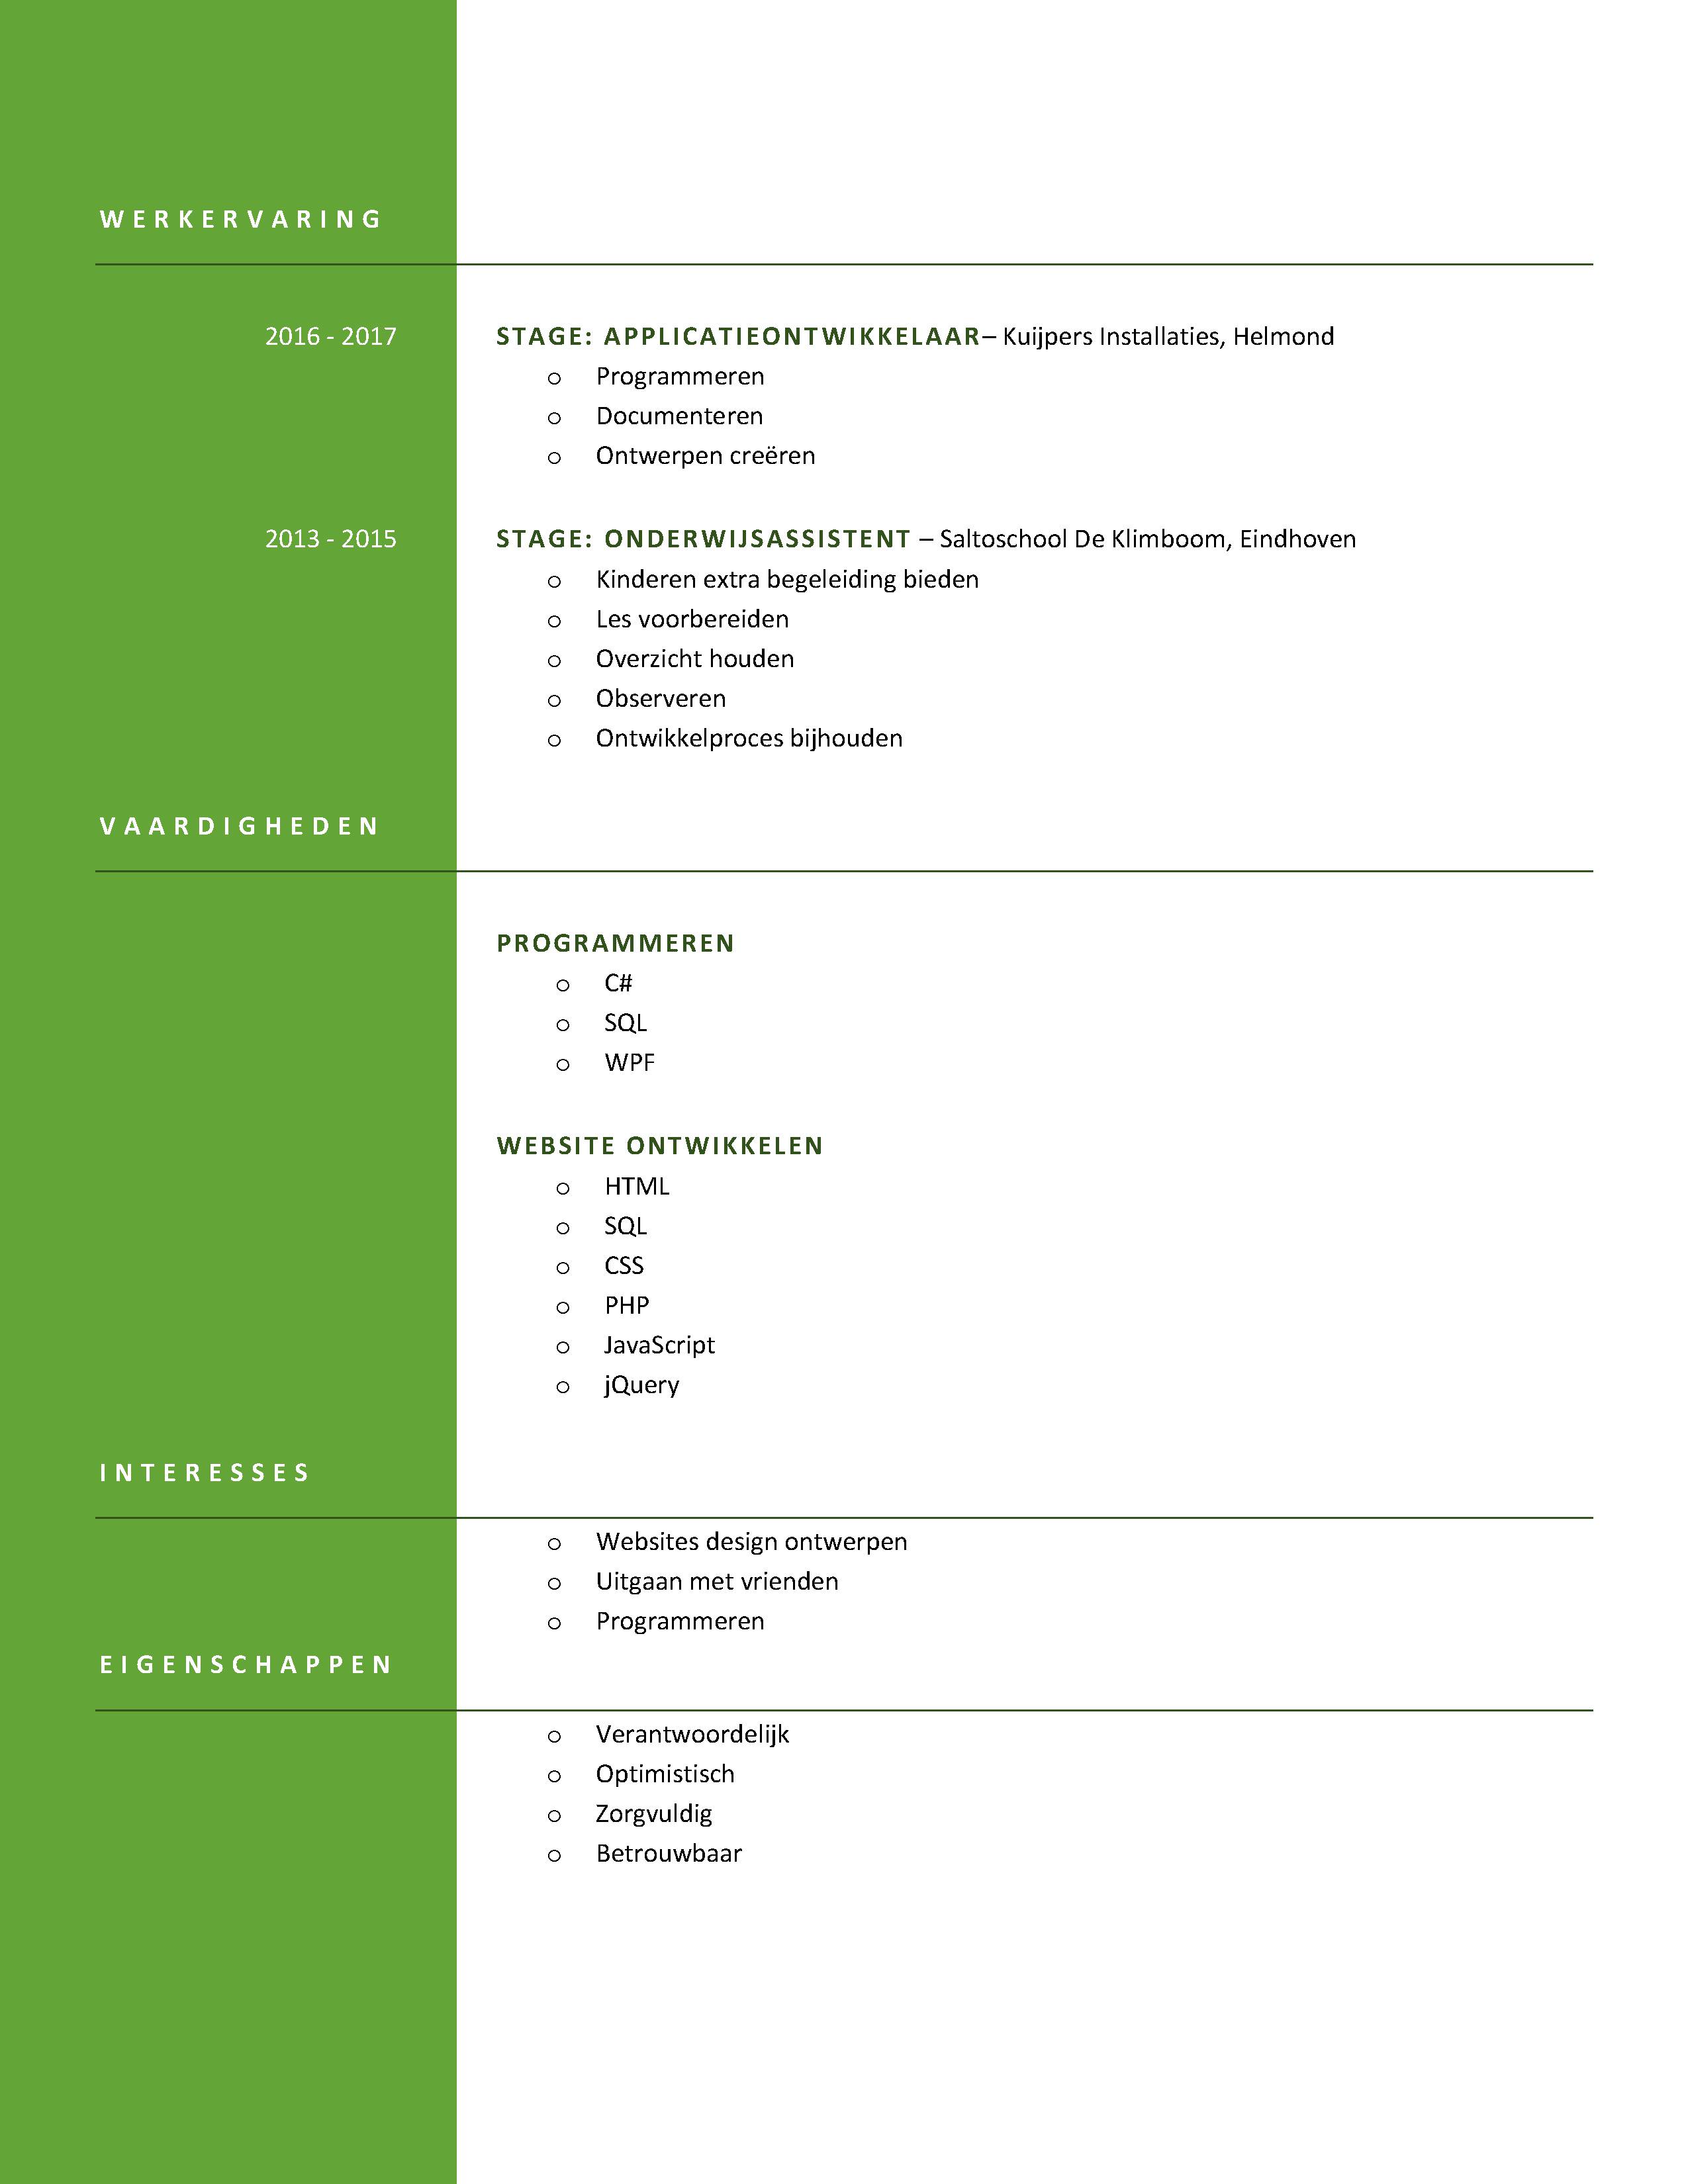 WERKERVARING
2016 - 2017 STAGE: APPLICATIEONTWIKKELAAR– Kuijpers Installaties, Helmond
o Programmeren
o Documenteren
o Ontwerpen creëren
2013 - 2015 STAGE: ONDERWIJSASSISTENT – Saltoschool De Klimboom, Eindhoven
o Kinderen extra begeleiding bieden
o Les voorbereiden
o Overzicht houden
o Observeren
o Ontwikkelproces bijhouden
VAARDIGHEDEN
PROGRAMMEREN
o C#
o SQL
o WPF
WEBSITE ONTWIKKELEN
o HTML
o SQL
o CSS
o PHP
o JavaScript
o jQuery
INTERESSES
o Websites design ontwerpen
o Uitgaan met vrienden
o Programmeren
EIGENSCHAPPEN
o Verantwoordelijk
o Optimistisch
o Zorgvuldig
o Betrouwbaar